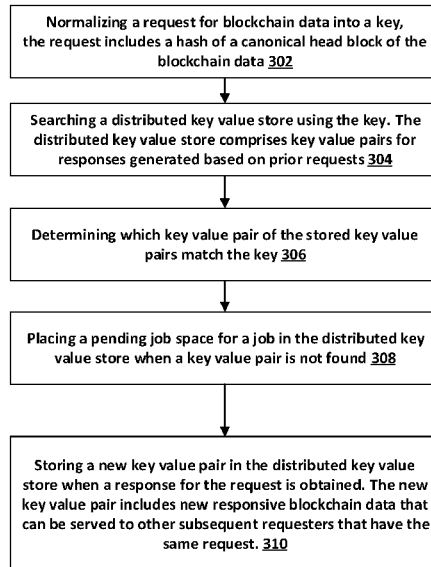 Normalizing a request for blockchain data into a key,
the request includes a hash of a canonical head block of the
blockchain data 302
Searching a distributed key value store using the key. The
distributed key value store comprises key value pairs for
responses generated based on prior requests 304
Determining which key value pair of the stored key value
pairs match the key 306
Placing a pending job space for a job in the distributed key
value store when a key value pair is not found 308
Storing a new key value pair in the distributed key value
store when a response for the request is obtained. The new
key value pair includes new responsive blockchain data that
can be served to other subsequent requesters that have the
same request. 310